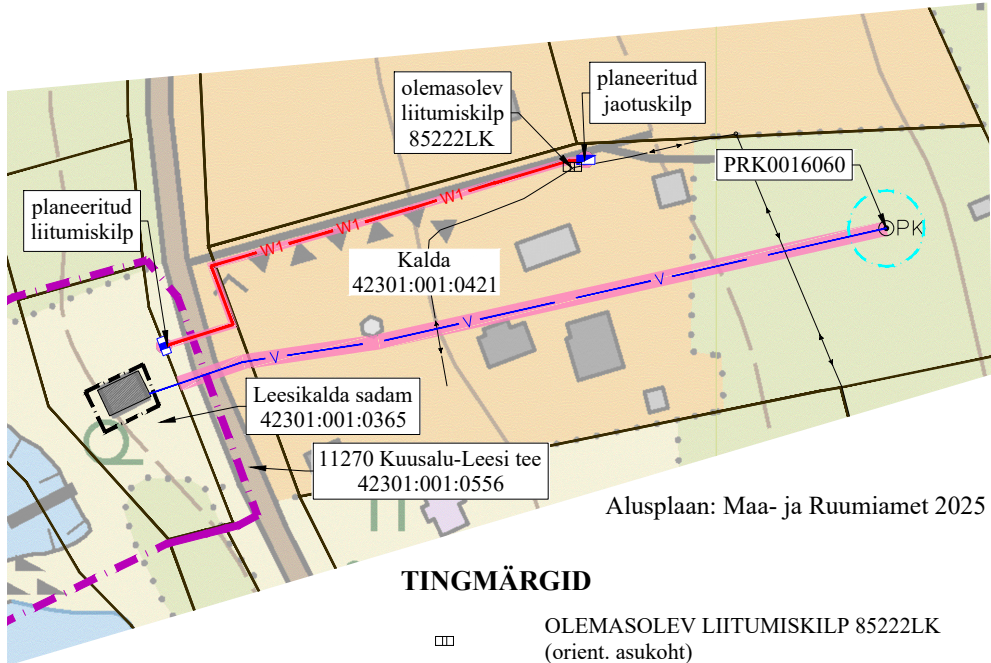 olemasolev
liitumiskilp
85222LK
planeeritud
jaotuskilp
PRK0016060
PK
planeeritud
liitumiskilp
W1
W1
W1
Kalda
42301:001:0421
V
V
V
Leesikalda sadam
42301:001:0365
11270 Kuusalu-Leesi tee
42301:001:0556
Alusplaan: Maa- ja Ruumiamet 2025
TINGMÄRGID
OLEMASOLEV LIITUMISKILP 85222LK
(orient. asukoht)